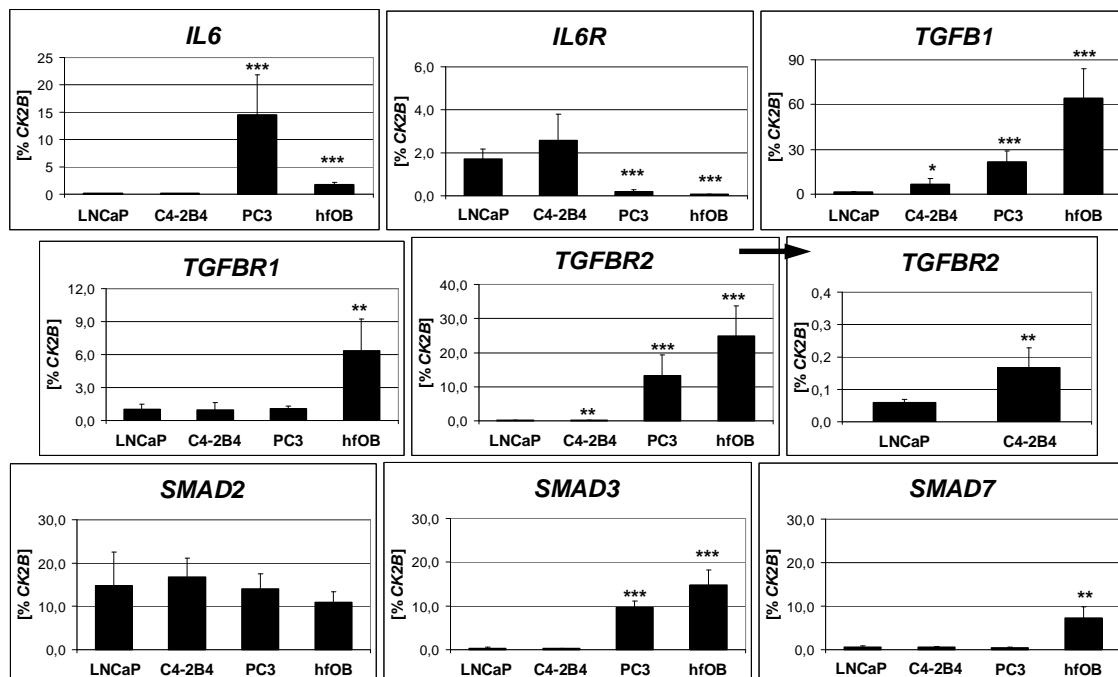 IL6
[% CK2B]
25
20
15
10
5
0
***
***
LNCaP C4-2B4 PC3 hfOB
IL6R
[% CK2B]
6,0
4,0
2,0
0,0
***
***
LNCaP C4-2B4 PC3 hfOB
TGFB1
[% CK2B]
90
60
30
0
*
***
***
LNCaP C4-2B4 PC3 hfOB
TGFBR1
[% CK2B]
12,0
9,0
6,0
3,0
0,0
**
LNCaP C4-2B4 PC3 hfOB
TGFBR2
[% CK2B]
40,0
30,0
20,0
10,0
0,0
**
***
***
LNCaP C4-2B4 PC3 hfOB
TGFBR2
[% CK2B]
0,4
0,3
0,2
0,1
0,0
**
LNCaP C4-2B4
SMAD2
[% CK2B]
30,0
20,0
10,0
0,0
LNCaP C4-2B4 PC3 hfOB
SMAD3
[% CK2B]
30,0
20,0
10,0
0,0
***
***
LNCaP C4-2B4 PC3 hfOB
SMAD7
[% CK2B]
30,0
20,0
10,0
0,0
**
LNCaP C4-2B4 PC3 hfOB